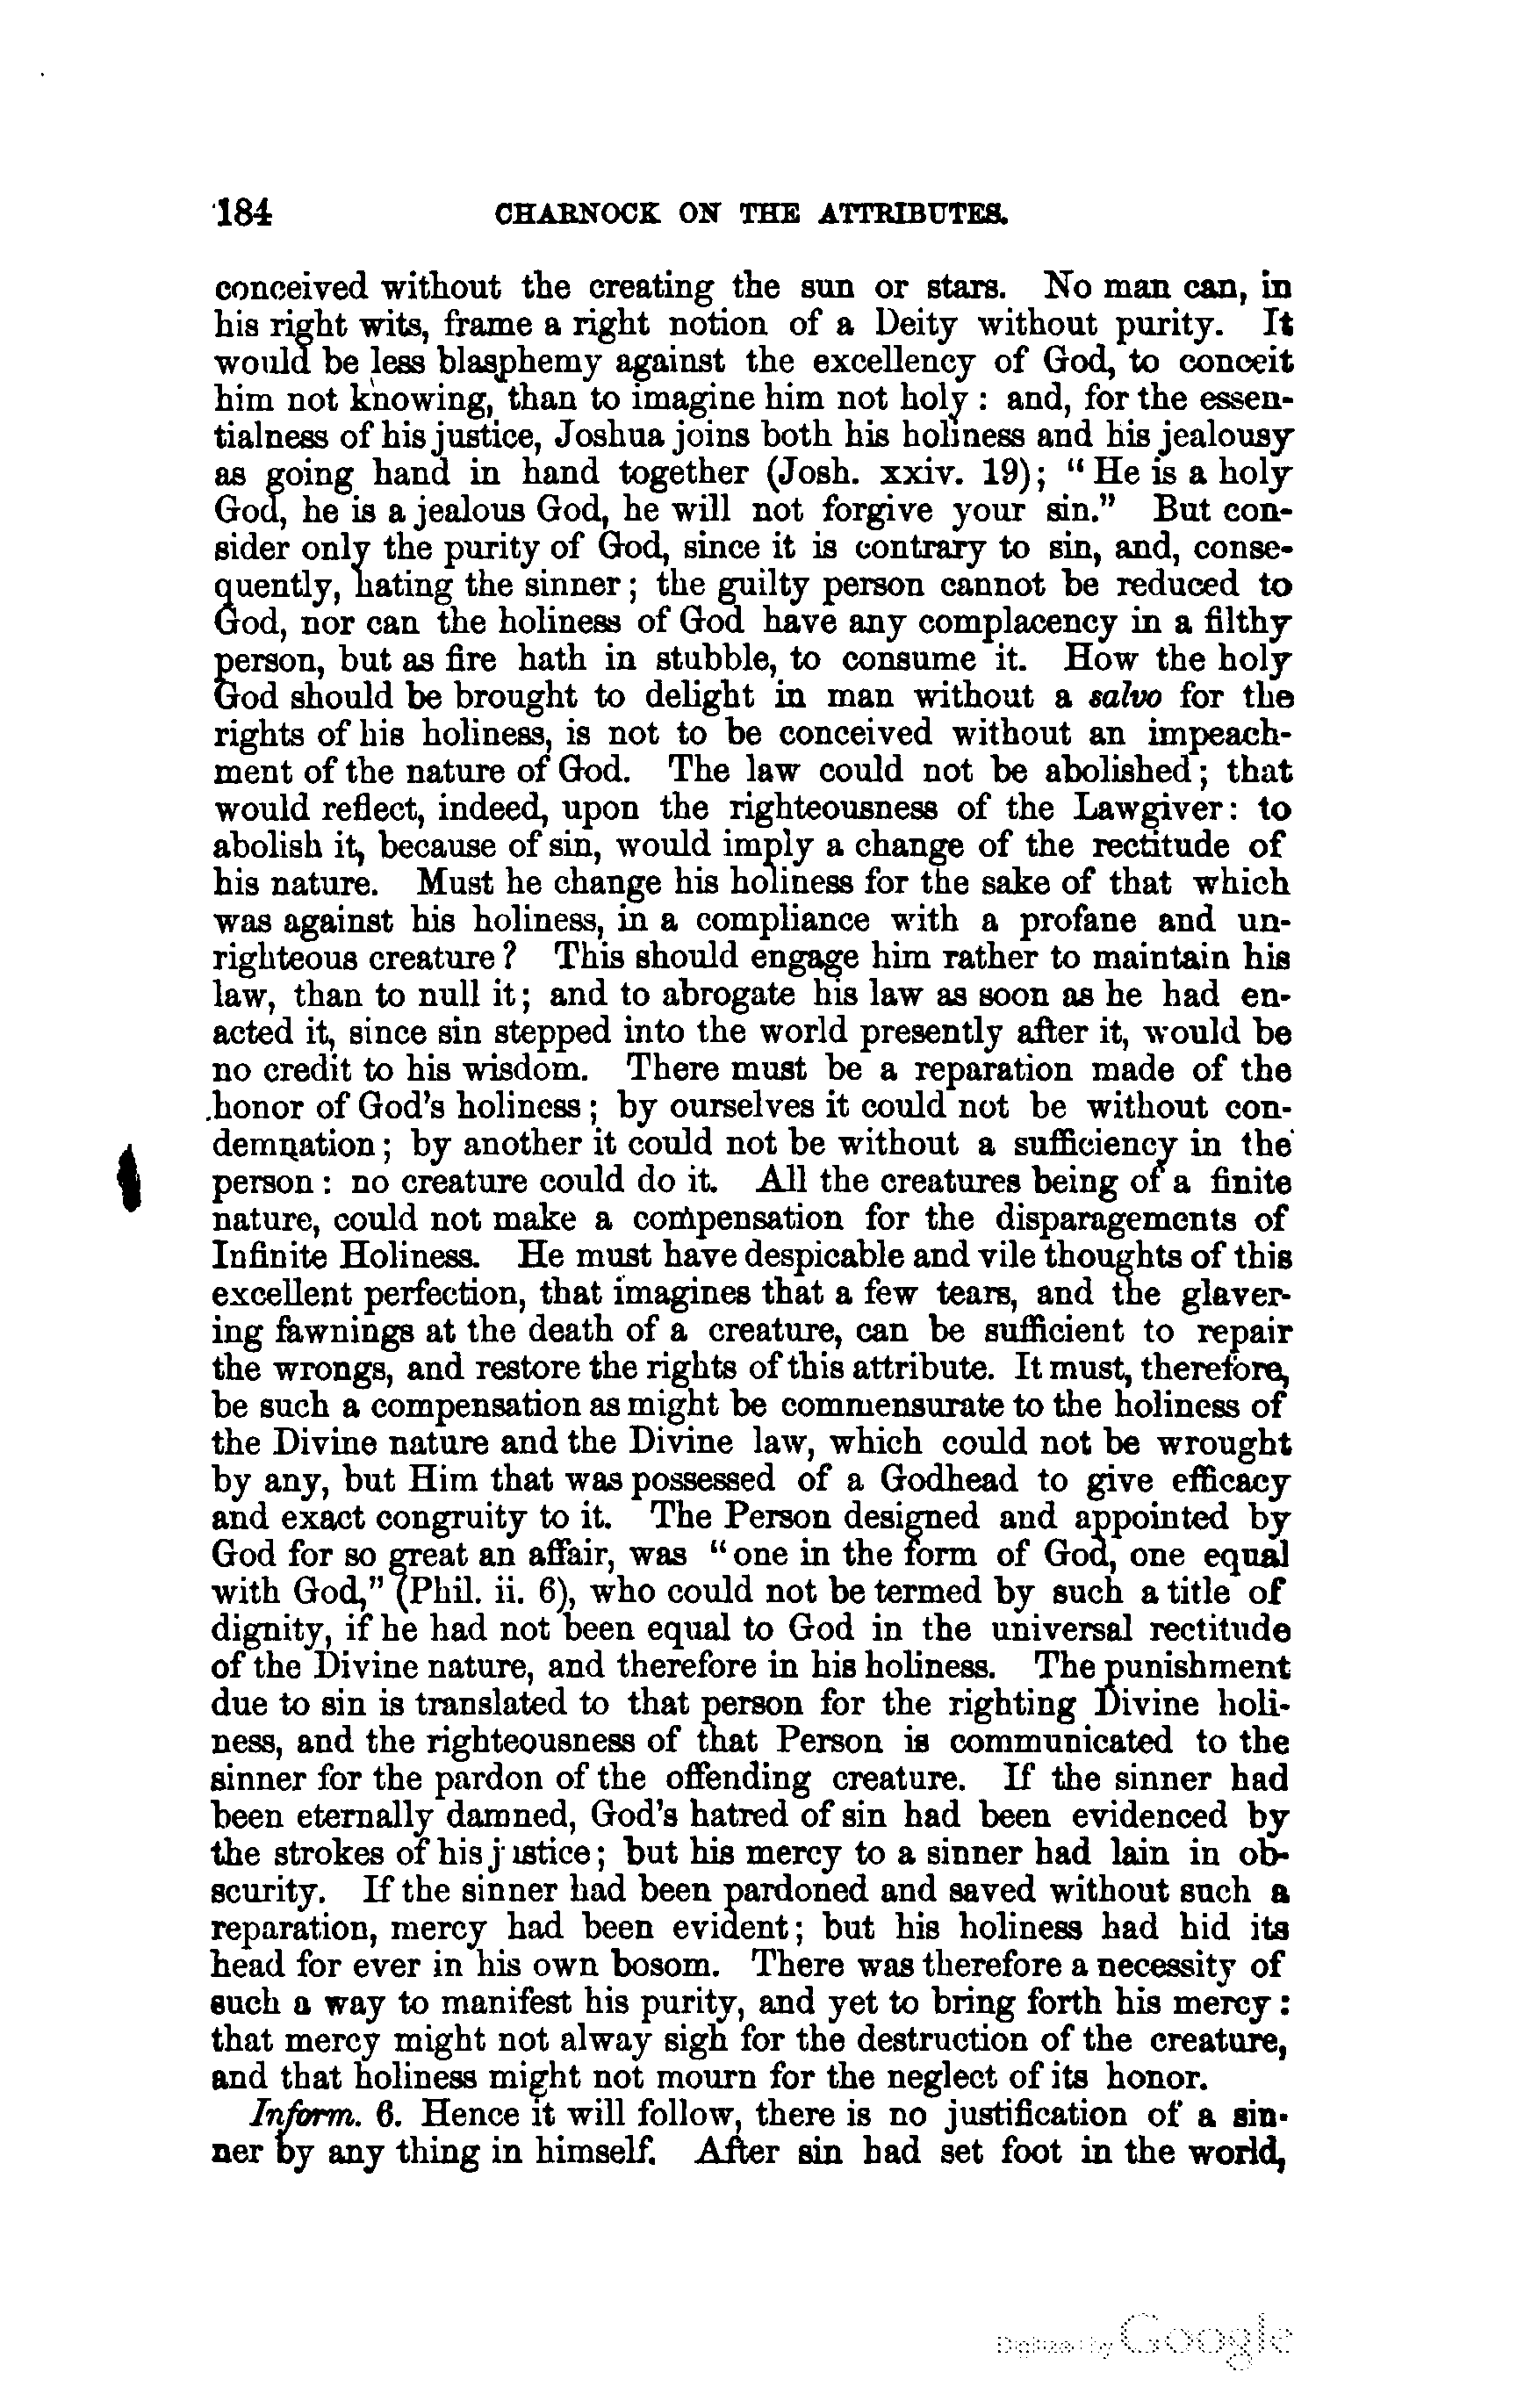 184 CHARNOCK ON THE ATTRIBUTES.
conceived without the creating the sun or stars. No man can, in
his right wits, frame a right notion of a Deity without purity. It
would be less blasphemy against the excellency of God, to conceit
him not knowing, than to imagine him not holy : and, for the essen-
tialness of his justice, Joshua joins both his holiness and his jealousy
as going hand in hand together (Josh. xxiv. 19); “ He is a holy
God, he is a jealous God, he will not forgive your sin.” But con-
sider only the purity of God, since it is contrary to sin, and, conse-
quently, hating the sinner ; the guilty person cannot be reduced to
God, nor can the holiness of God have any complacency in a filthy
person, but as fire hath in stubble, to consume it. How the holy
God should be brought to delight in man without a salvo for the
rights of his holiness, is not to be conceived without an impeach-
ment of the nature of God. The law could not be abolished ; that
would reflect, indeed, upon the righteousness of the Lawgiver : to
abolish it, because of sin, would imply a change of the rectitude of
his nature. Must he change his holiness for the sake of that which
was against his holiness, in a compliance with a profane and un-
righteous creature ? This should engage him rather to maintain his
law, than to null it ; and to abrogate his law as soon as he had en-
acted it, since sin stepped into the world presently after it, would be
no credit to his wisdom. There must be a reparation made of the
honor of God's holiness ; by ourselves it could not be without con-
demnation ; by another it could not be without a sufficiency in the
person : no creature could do it. All the creatures being of a finite
nature, could not make a compensation for the disparagements of
Infinite Holiness. He must have despicable and vile thoughts of this
excellent perfection, that imagines that a few tears, and the glaver-
ing fawnings at the death of a creature, can be sufficient to repair
the wrongs, and restore the rights of this attribute. It must, therefore,
be such a compensation as might be commensurate to the holiness of
the Divine nature and the Divine law, which could not be wrought
by any, but Him that was possessed of a Godhead to give efficacy
and exact congruity to it. The Person designed and appointed by
God for so great an affair, was “ one in the form of God, one equal
with God,” (Phil. ii. 6), who could not be termed by such a title of
dignity, if he had not been equal to God in the universal rectitude
of the Divine nature, and therefore in his holiness. The punishment
due to sin is translated to that person for the righting Divine holi-
ness, and the righteousness of that Person is communicated to the
sinner for the pardon of the offending creature. If the sinner had
been eternally damned, God's hatred of sin had been evidenced by
the strokes of his justice ; but his mercy to a sinner had lain in ob-
scurity. If the sinner had been pardoned and saved without such a
reparation, mercy had been evident ; but his holiness had hid its
head for ever in his own bosom. There was therefore a necessity of
such a way to manifest his purity, and yet to bring forth his mercy :
that mercy might not alway sigh for the destruction of the creature,
and that holiness might not mourn for the neglect of its honor.
Inform. 6. Hence it will follow, there is no justification of a sin-
ner by any thing in himself. After sin had set foot in the world,
Digitized by Google